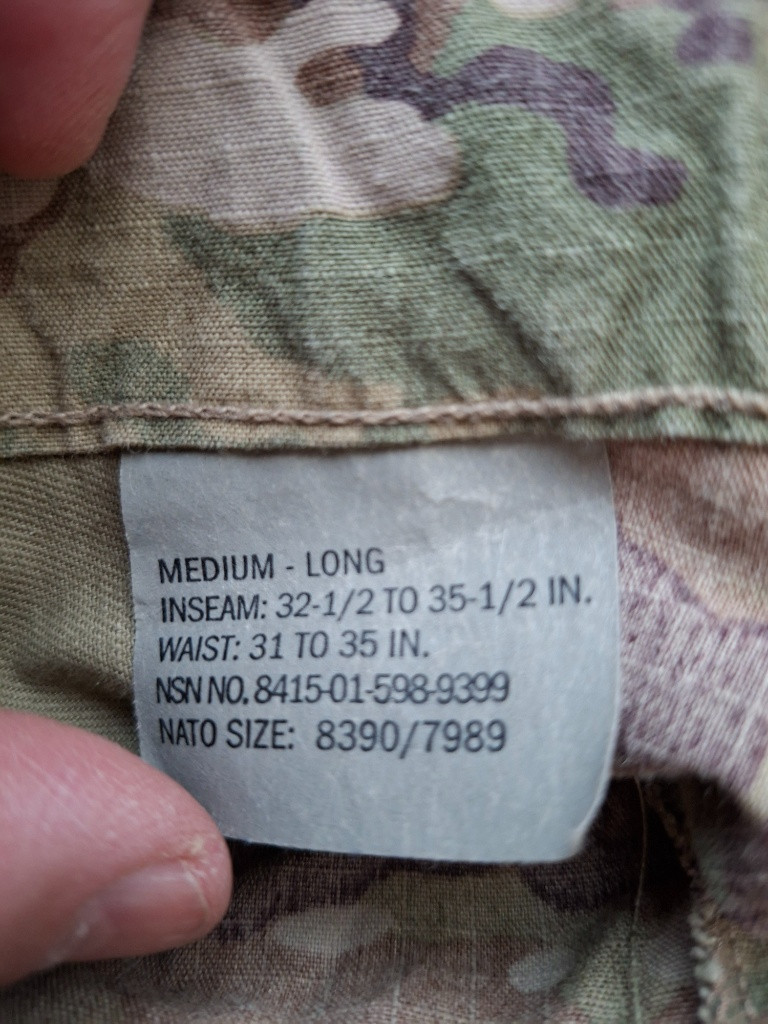 MEDIUM - LONG
INSEAM: 32-1/2 TO 35-1/2 IN.
WAIST: 31 TO 35 IN.
NSN NO. 8415-01-598-9399
NATO SIZE: 8390/7989